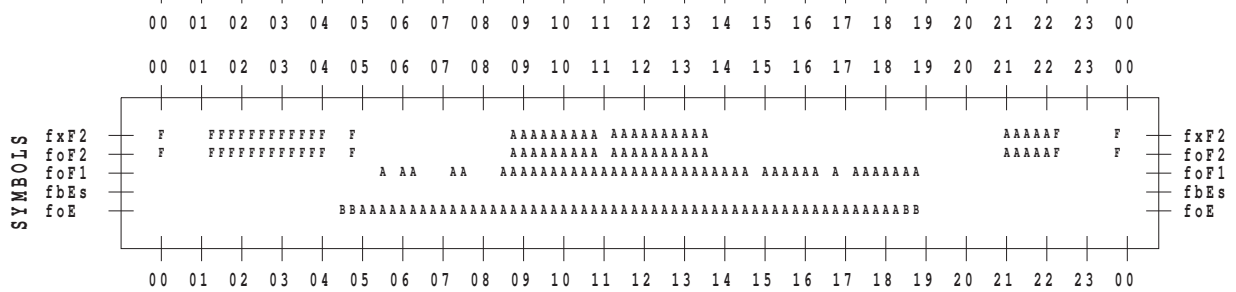 00 01 02 03 04 05 06 07 08 09 10 11 12 13 14 15 16 17 18 19 20 21 22 23 00
00 01 02 03 04 05 06 07 08 09 10 11 12 13 14 15 16 17 18 19 20 21 22 23 00
SYMBOLS
fxF2 F FFFFFFFFFFFF F AAAAAAAAA AAAAAAAAAA AAAAAF F fxF2
foF2 F FFFFFFFFFFFF F AAAAAAAAA AAAAAAAAAA AAAAAF F foF2
foF1 A AA AA AAAAAAAAAAAAAAAAAAAAAAAAA AAAAAA A AAAAAAA foF1
fbEs fbEs
foE BBAAAAAAAAAAAAAAAAAAAAAAAAAAAAAAAAAAAAAAAAAAAAAAAAAAAAAABB foE
00 01 02 03 04 05 06 07 08 09 10 11 12 13 14 15 16 17 18 19 20 21 22 23 00